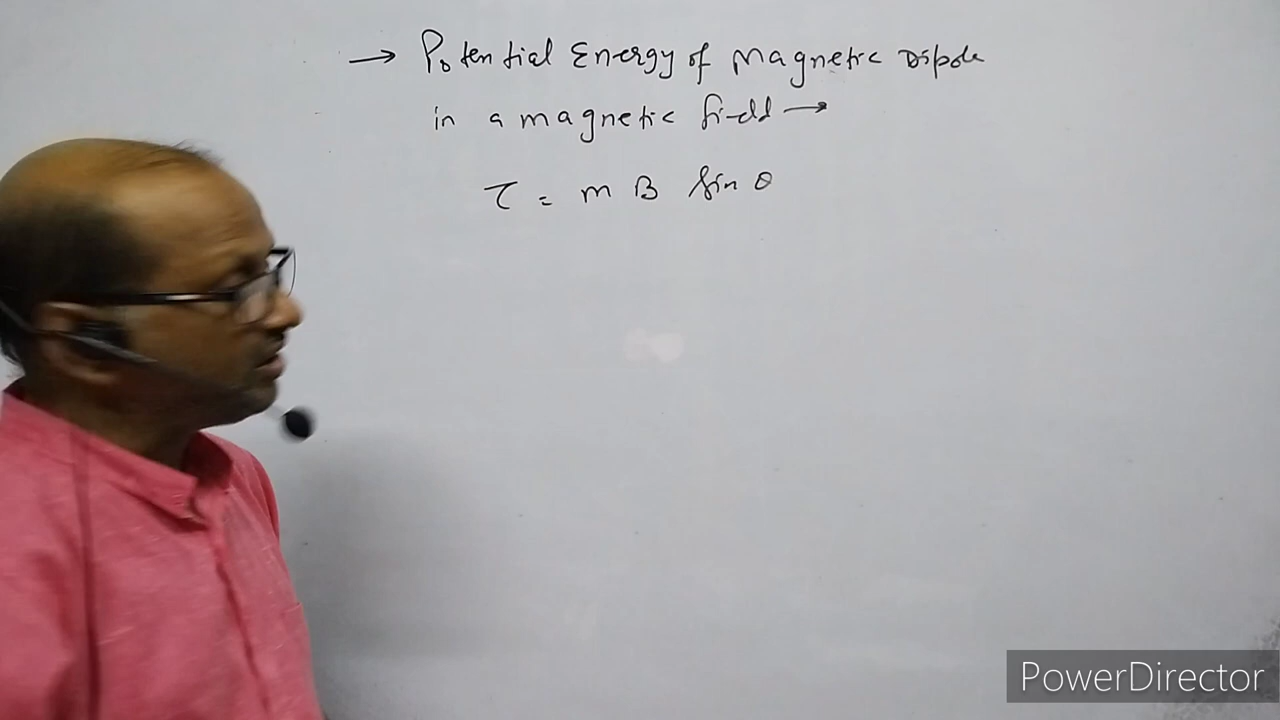 → Potential Energy of Magnetic Dipole
in a magnetic field →
τ = m B Sin θ
PowerDirector